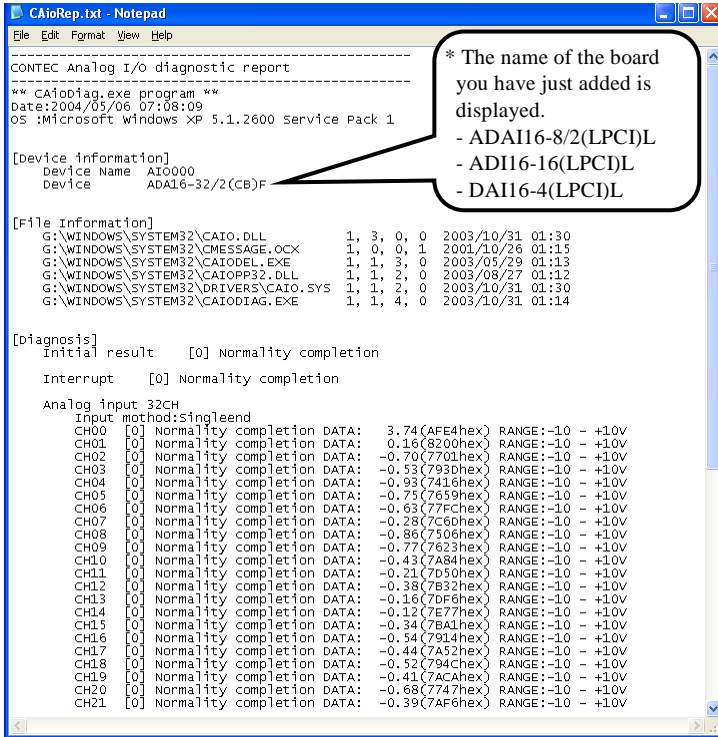 CAioRep.txt - Notepad
File Edit Format View Help
--------------------------------------------------
CONTEC Analog I/O diagnostic report
--------------------------------------------------
** CAioDiag.exe program **
Date:2004/05/06 07:08:09
OS :Microsoft Windows XP 5.1.2600 Service Pack 1
[Device information]
Device Name AIO000
Device ADA16-32/2(CB)F
* The name of the board
you have just added is
displayed.
- ADAI16-8/2(LPCI)L
- ADI16-16(LPCI)L
- DAI16-4(LPCI)L
[File Information]
G:\WINDOWS\SYSTEM32\CAIO.DLL 1, 3, 0, 0 2003/10/31 01:30
G:\WINDOWS\SYSTEM32\CMESSAGE.OCX 1, 0, 0, 1 2001/10/26 01:15
G:\WINDOWS\SYSTEM32\CAIODEL.EXE 1, 1, 3, 0 2003/05/29 01:13
G:\WINDOWS\SYSTEM32\CAIOPP32.DLL 1, 1, 2, 0 2003/08/27 01:12
G:\WINDOWS\SYSTEM32\DRIVERS\CAIO.SYS 1, 1, 2, 0 2003/10/31 01:30
G:\WINDOWS\SYSTEM32\CAIODIAG.EXE 1, 1, 4, 0 2003/10/31 01:14
[Diagnosis]
Initial result [0] Normality completion
Interrupt [0] Normality completion
Analog input 32CH
Input mothod:Singleend
CH00 [0] Normality completion DATA: 3.74(AFE4hex) RANGE:-10 - +10V
CH01 [0] Normality completion DATA: 0.16(8200hex) RANGE:-10 - +10V
CH02 [0] Normality completion DATA: -0.70(7701hex) RANGE:-10 - +10V
CH03 [0] Normality completion DATA: -0.53(793Dhex) RANGE:-10 - +10V
CH04 [0] Normality completion DATA: -0.93(7416hex) RANGE:-10 - +10V
CH05 [0] Normality completion DATA: -0.75(7659hex) RANGE:-10 - +10V
CH06 [0] Normality completion DATA: -0.63(77FChex) RANGE:-10 - +10V
CH07 [0] Normality completion DATA: -0.28(7C6Dhex) RANGE:-10 - +10V
CH08 [0] Normality completion DATA: -0.86(7506hex) RANGE:-10 - +10V
CH09 [0] Normality completion DATA: -0.77(7623hex) RANGE:-10 - +10V
CH10 [0] Normality completion DATA: -0.43(7A84hex) RANGE:-10 - +10V
CH11 [0] Normality completion DATA: -0.21(7D50hex) RANGE:-10 - +10V
CH12 [0] Normality completion DATA: -0.38(7B32hex) RANGE:-10 - +10V
CH13 [0] Normality completion DATA: -0.16(7DF6hex) RANGE:-10 - +10V
CH14 [0] Normality completion DATA: -0.12(7E77hex) RANGE:-10 - +10V
CH15 [0] Normality completion DATA: -0.34(7BA1hex) RANGE:-10 - +10V
CH16 [0] Normality completion DATA: -0.54(7914hex) RANGE:-10 - +10V
CH17 [0] Normality completion DATA: -0.44(7A52hex) RANGE:-10 - +10V
CH18 [0] Normality completion DATA: -0.52(794Chex) RANGE:-10 - +10V
CH19 [0] Normality completion DATA: -0.41(7ACAhex) RANGE:-10 - +10V
CH20 [0] Normality completion DATA: -0.68(7747hex) RANGE:-10 - +10V
CH21 [0] Normality completion DATA: -0.39(7AF6hex) RANGE:-10 - +10V